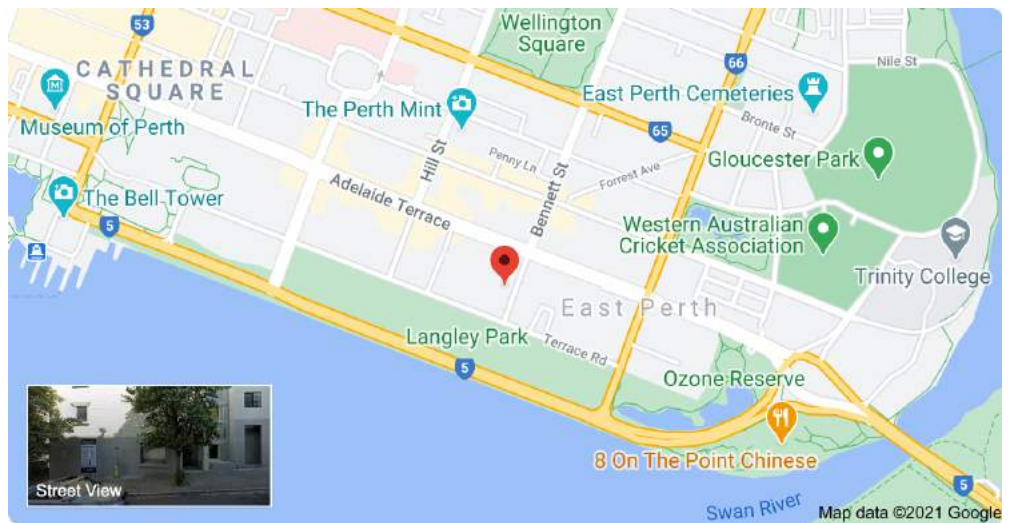 53
Wellington
Square
66
Nile St
CATHEDRAL
SQUARE
The Perth Mint
East Perth Cemeteries
Museum of Perth
65
Bronte St
Hill St
Penny Ln
Gloucester Park
Forrest Ave
Adelaide Terrace
Bennett St
The Bell Tower
5
Western Australian
Cricket Association
Trinity College
East Perth
Langley Park
Terrace Rd
5
Ozone Reserve
8 On The Point Chinese
Street View
5
Swan River
Map data ©2021 Google